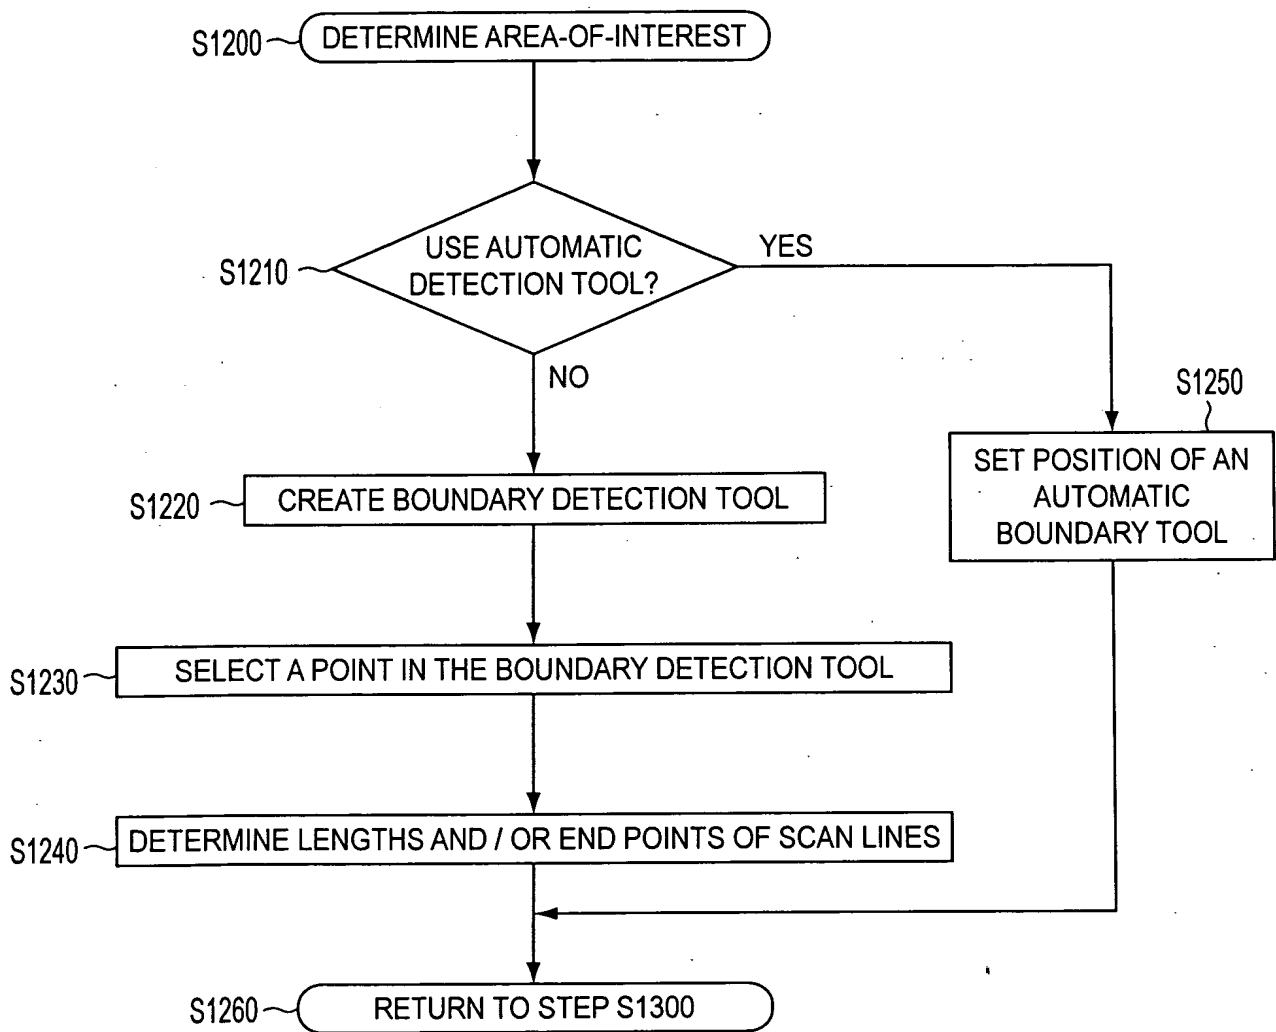 S1200
DETERMINE AREA-OF-INTEREST
S1210
USE AUTOMATIC
DETECTION TOOL?
YES
NO
S1250
SET POSITION OF AN
AUTOMATIC
BOUNDARY TOOL
S1220
CREATE BOUNDARY DETECTION TOOL
S1230
SELECT A POINT IN THE BOUNDARY DETECTION TOOL
S1240
DETERMINE LENGTHS AND / OR END POINTS OF SCAN LINES
S1260
RETURN TO STEP S1300